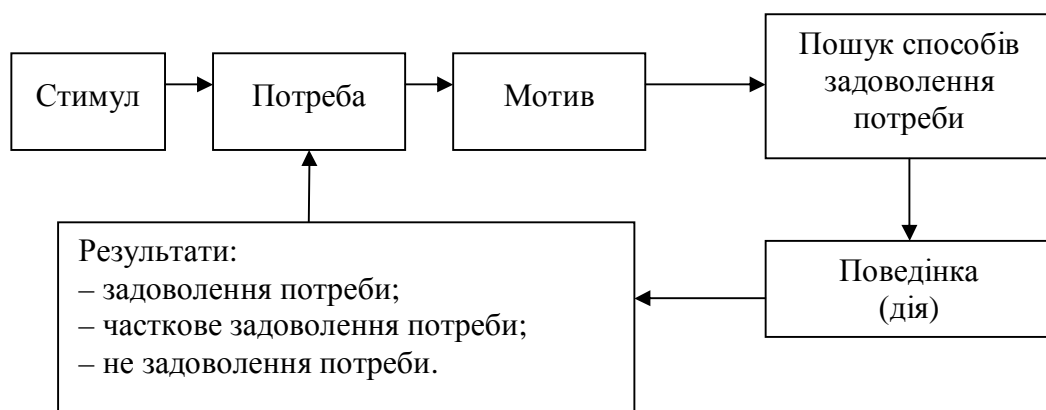 Стимул
Потреба
Мотив
Пошук способів
задоволення
потреби
Результати:
– задоволення потреби;
– часткове задоволення потреби;
– не задоволення потреби.
Поведінка
(дія)